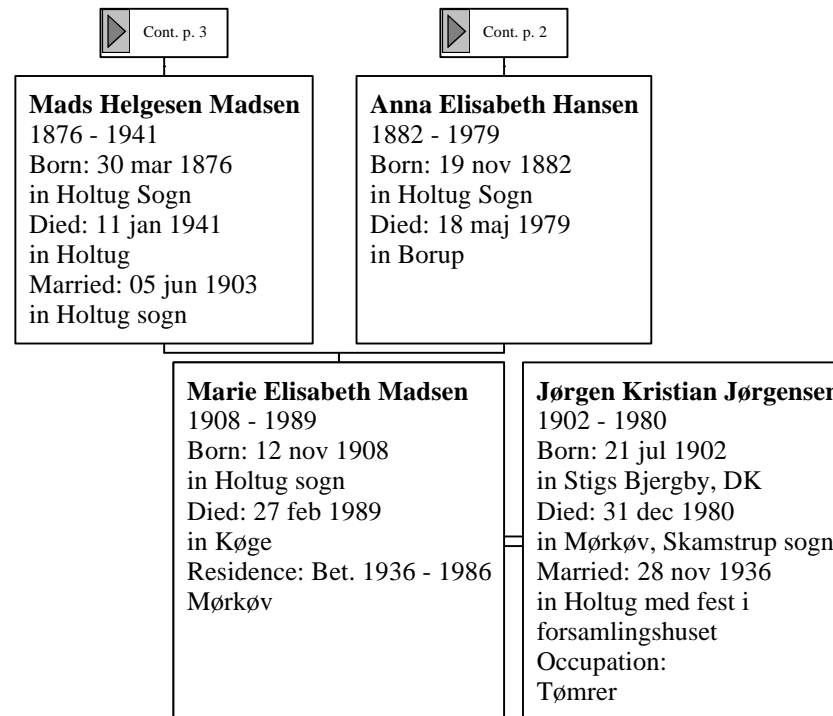 Cont. p. 3
Cont. p. 2
Mads Helgesen Madsen
1876 - 1941
Born: 30 mar 1876
in Holtug Sogn
Died: 11 jan 1941
in Holtug
Married: 05 jun 1903
in Holtug sogn
Anna Elisabeth Hansen
1882 - 1979
Born: 19 nov 1882
in Holtug Sogn
Died: 18 maj 1979
in Borup
Marie Elisabeth Madsen
1908 - 1989
Born: 12 nov 1908
in Holtug sogn
Died: 27 feb 1989
in Køge
Residence: Bet. 1936 - 1986
Mørkøv
Jørgen Kristian Jørgensen
1902 - 1980
Born: 21 jul 1902
in Stigs Bjergby, DK
Died: 31 dec 1980
in Mørkøv, Skamstrup sogn
Married: 28 nov 1936
in Holtug med fest i
forsamlingshuset
Occupation:
Tømrer